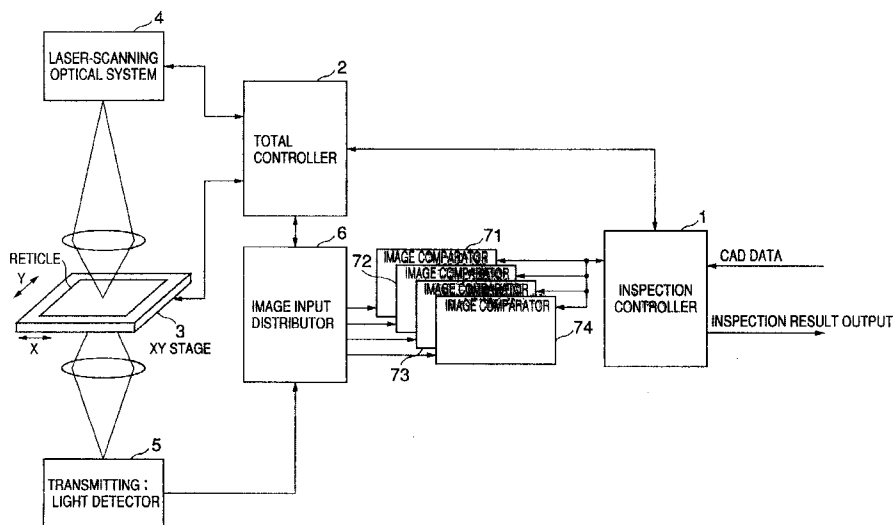 4
LASER-SCANNING
OPTICAL SYSTEM
2
TOTAL
CONTROLLER
1
RETICLE
Y
6
71
IMAGE COMPARATOR
72
IMAGE COMPARATOR
IMAGE COMPARATOR
IMAGE COMPARATOR
CAD DATA
IMAGE INPUT
DISTRIBUTOR
INSPECTION
CONTROLLER
INSPECTION RESULT OUTPUT
3
X
XY STAGE
74
73
5
TRANSMITTING :
LIGHT DETECTOR